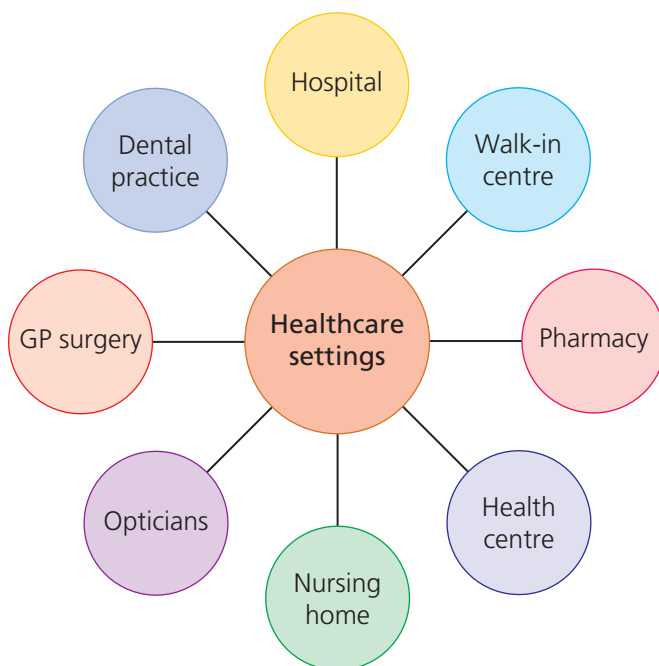 Hospital
Dental
practice
Walk-in
centre
GP surgery
Healthcare
settings
Pharmacy
Opticians
Health
centre
Nursing
home